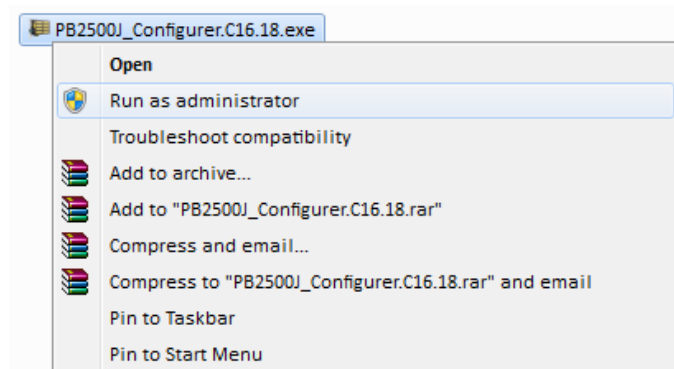 PB2500J_Configurer.C16.18.exe
Open
Run as administrator
Troubleshoot compatibility
Add to archive...
Add to "PB2500J_Configurer.C16.18.rar"
Compress and email...
Compress to "PB2500J_Configurer.C16.18.rar" and email
Pin to Taskbar
Pin to Start Menu